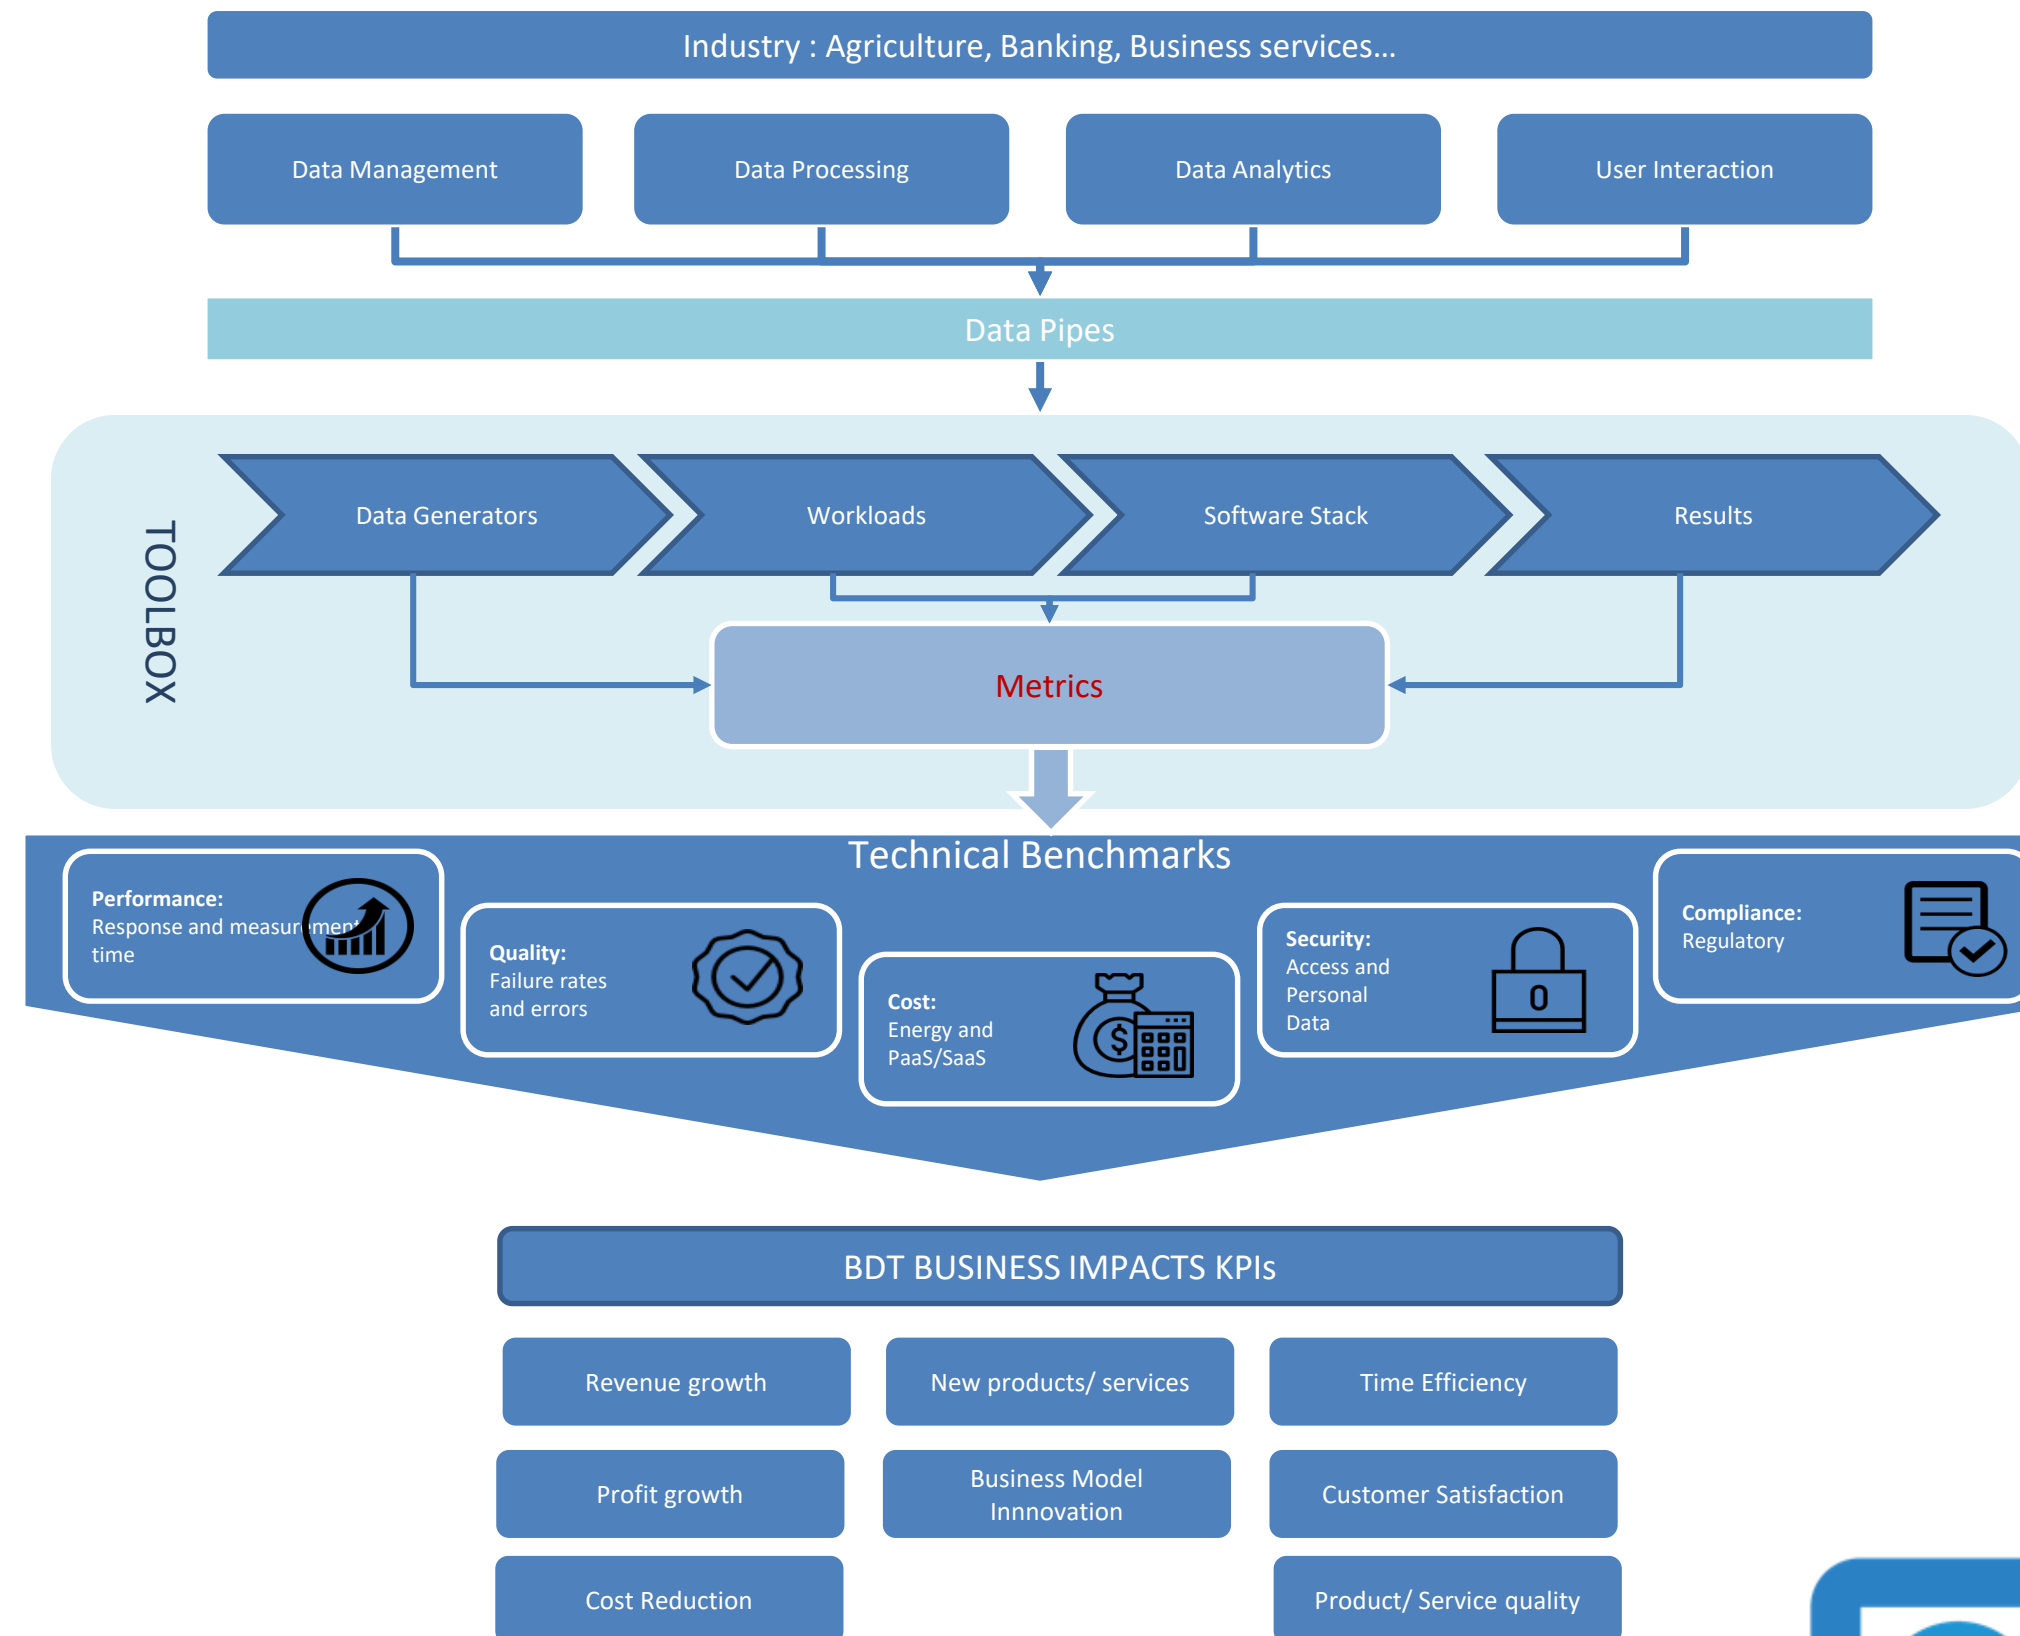 Industry : Agriculture, Banking, Business services...
Data Management
Data Processing
Data Analytics
User Interaction
Data Pipes
TOOLBOX
Data Generators
Workloads
Software Stack
Results
Metrics
Technical Benchmarks
Performance:
Response and measurement
time
Quality:
Failure rates
and errors
Cost:
Energy and
PaaS/SaaS
Security:
Access and
Personal
Data
Compliance:
Regulatory
BDT BUSINESS IMPACTS KPIs
Revenue growth
New products/ services
Time Efficiency
Profit growth
Business Model
Innnovation
Customer Satisfaction
Cost Reduction
Product/ Service quality